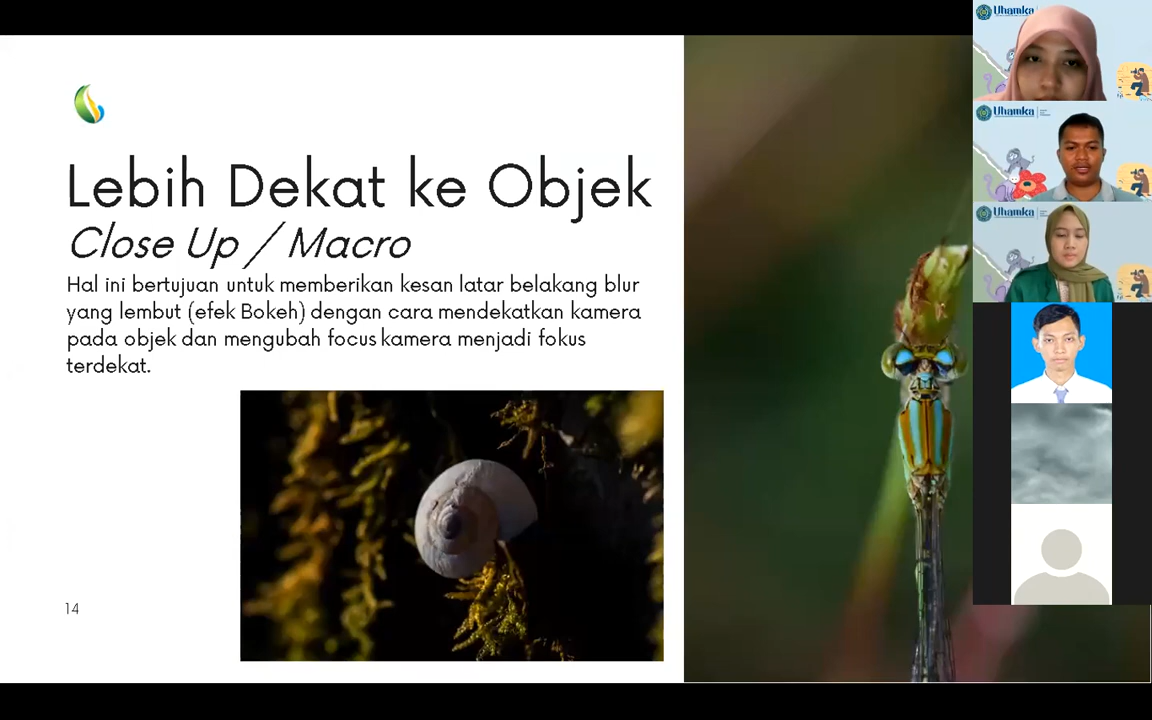 Lebih Dekat ke Objek
Close Up / Macro
Hal ini bertujuan untuk memberikan kesan latar belakang blur
yang lembut (efek Bokeh) dengan cara mendekatkan kamera
pada objek dan mengubah focus kamera menjadi fokus
terdekat.
14
Uhamka
Uhamka
Uhamka